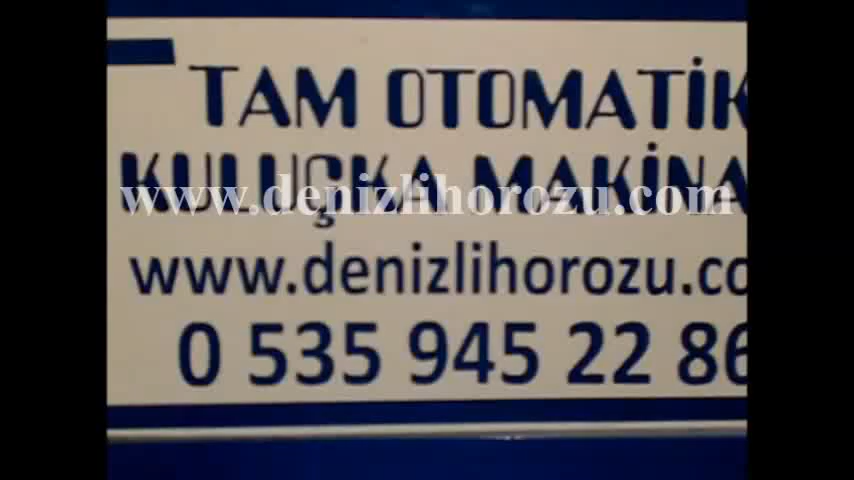 TAM OTOMATİK
KULUÇKA MAKİNA
www.denizlihorozu.com
www.denizlihorozu.co
0 535 945 22 86